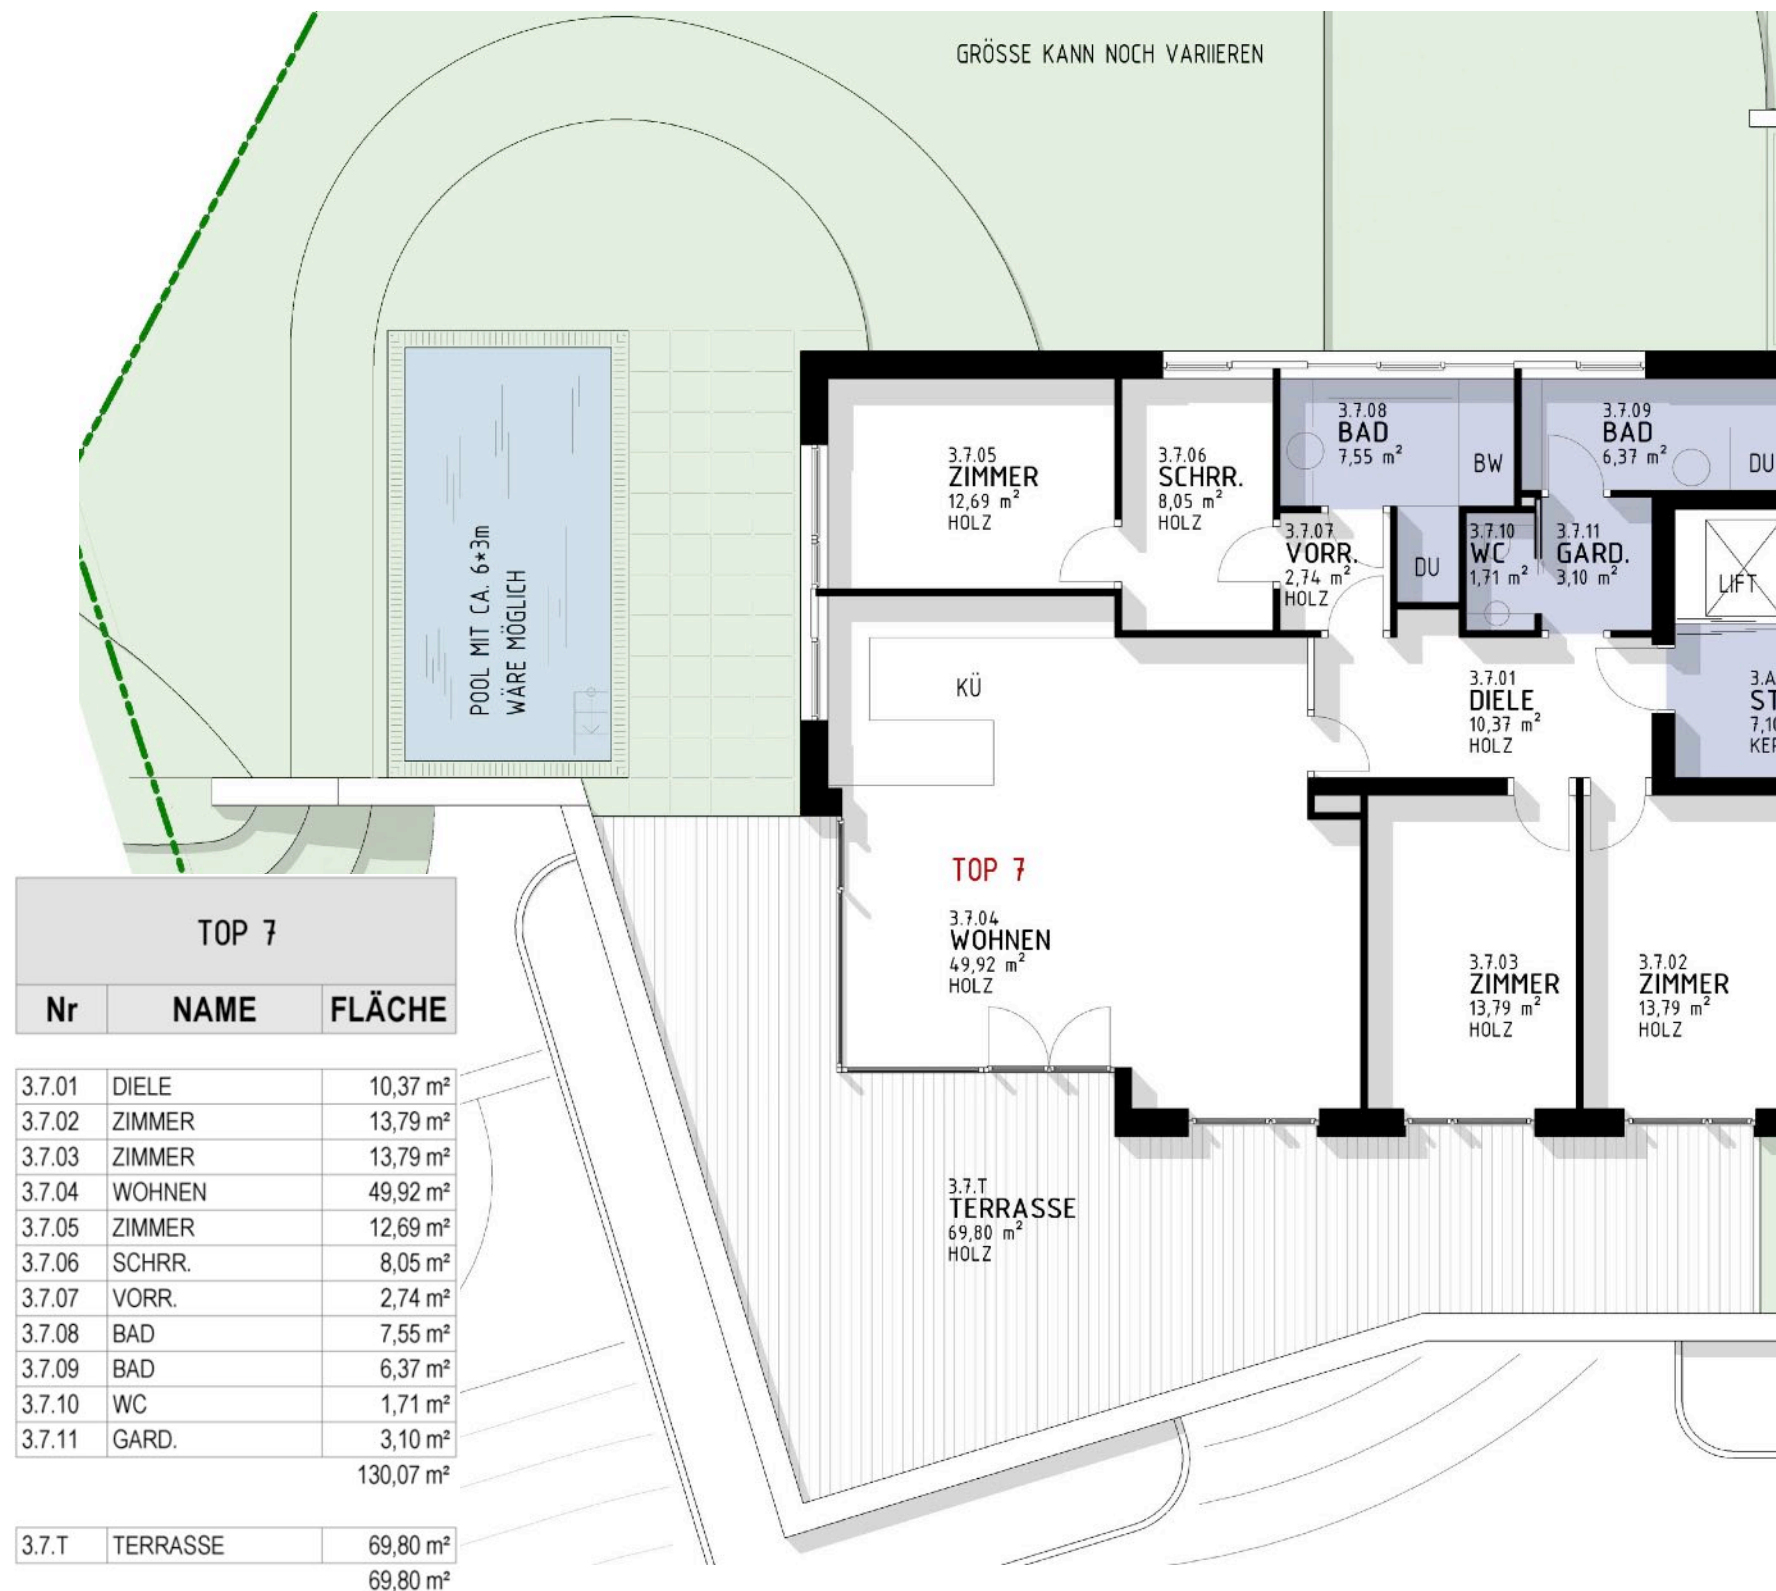 GRÖSSE KANN NOCH VARIIEREN
POOL MIT CA. 6*3m
WÄRE MÖGLICH
3.7.05
ZIMMER
12,69 m²
HOLZ
3.7.06
SCHRR.
8,05 m²
HOLZ
3.7.08
BAD
7,55 m²
BW
3.7.09
BAD
6,37 m²
DU
3.7.07
VORR.
2,74 m²
HOLZ
DU
3.7.10
WC
1,71 m²
3.7.11
GARD.
3,10 m²
LIFT
KÜ
3.7.01
DIELE
10,37 m²
HOLZ
3.A
ST
7,10
KER
TOP 7
3.7.04
WOHNEN
49,92 m²
HOLZ
3.7.03
ZIMMER
13,79 m²
HOLZ
3.7.02
ZIMMER
13,79 m²
HOLZ
3.7.T
TERRASSE
69,80 m²
HOLZ
TOP 7
Nr NAME FLÄCHE
3.7.01 DIELE 10,37 m²
3.7.02 ZIMMER 13,79 m²
3.7.03 ZIMMER 13,79 m²
3.7.04 WOHNEN 49,92 m²
3.7.05 ZIMMER 12,69 m²
3.7.06 SCHRR. 8,05 m²
3.7.07 VORR. 2,74 m²
3.7.08 BAD 7,55 m²
3.7.09 BAD 6,37 m²
3.7.10 WC 1,71 m²
3.7.11 GARD. 3,10 m²
130,07 m²
3.7.T TERRASSE 69,80 m²
69,80 m²